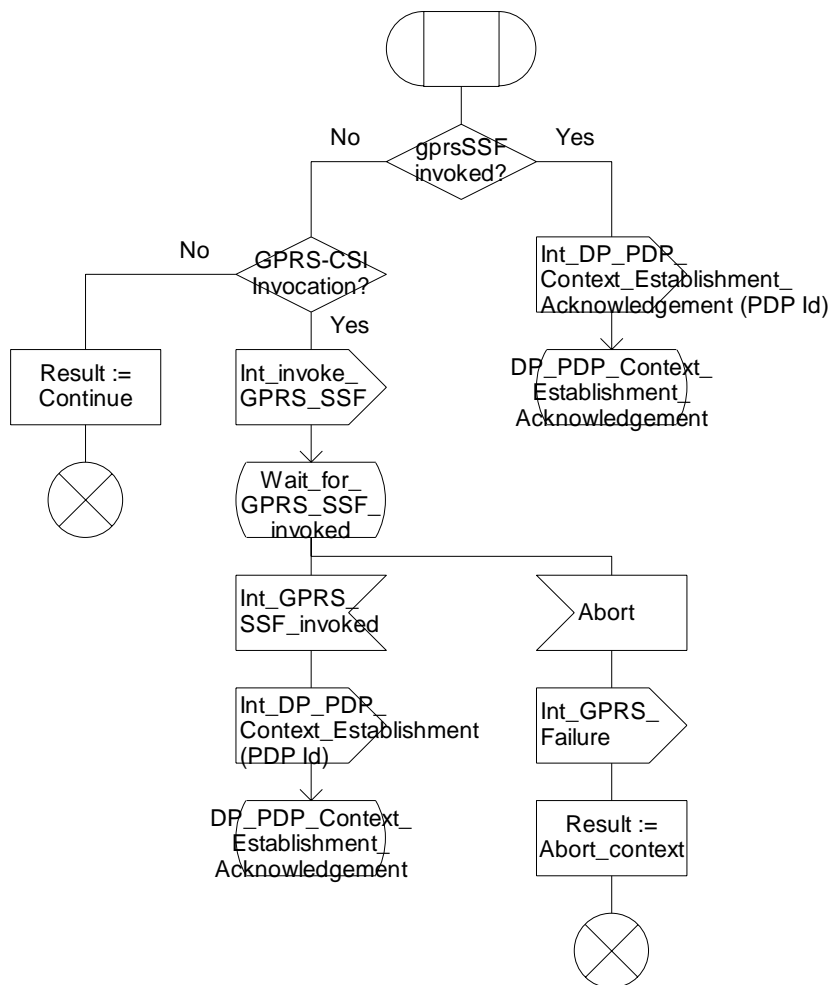 gprsSSF
invoked?
No
Yes
GPRS-CSI
Invocation?
No
Yes
Int_DP_PDP_
Context_Establishment_
Acknowledgement (PDP Id)
Result :=
Continue
Int_invoke_
GPRS_SSF
DP_PDP_Context_
Establishment_
Acknowledgement
Wait_for_
GPRS_SSF_
invoked
Int_GPRS_
SSF_invoked
Abort
Int_DP_PDP_
Context_Establishment
(PDP Id)
Int_GPRS_
Failure
DP_PDP_Context_
Establishment_
Acknowledgement
Result :=
Abort_context